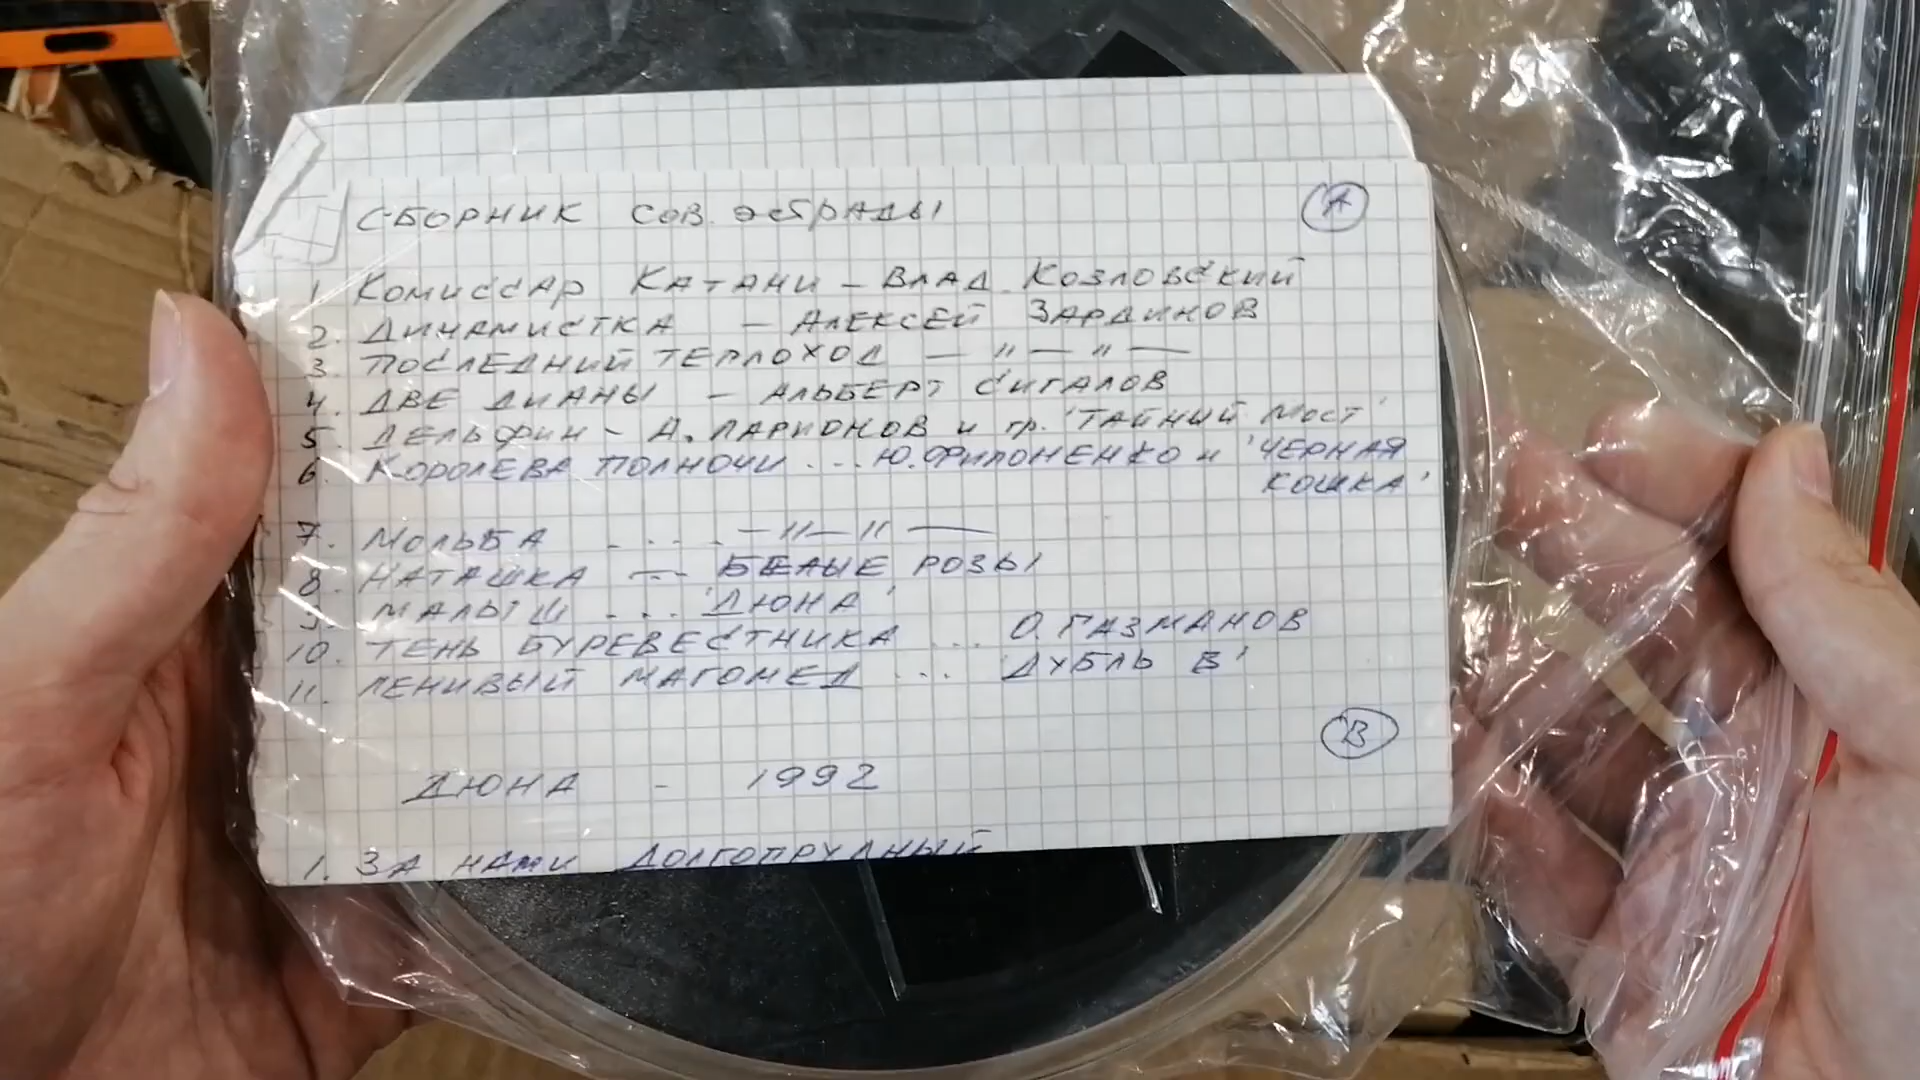 СБОРНИК СОВ. ЭСТРАДЫ
А
1 КОМИССАР КАТАНИ – ВЛАД. КОЗЛОВСКИЙ
2. ДИНАМИСТКА – АЛЕКСЕЙ ЗАРДИНОВ
3. ПОСЛЕДНИЙ ТЕПЛОХОД — " — " —
4. ДВЕ ДИАНЫ – АЛЬБЕРТ СИГАЛОВ
5. ДЕЛЬФИН – А. ЛАРИОНОВ и гр. 'ТАЙНЫЙ МОСТ'
6. КОРОЛЕВА ПОЛНОЧИ ... Ю. ФИЛОНЕНКО и 'ЧЕРНАЯ
КОШКА'
7. МОЛЬБА .... — " — " —
8. НАТАШКА — БЕЛЫЕ РОЗЫ
9. МАЛЫШ ... 'ДЮНА'
10. ТЕНЬ БУРЕВЕСТНИКА ... О. ГАЗМАНОВ
11. ЛЕНИВЫЙ МАГОМЕД ... 'ДУБЛЬ В'
В
ДЮНА - 1992
1. ЗА НАМИ ДОЛГОПРУДНЫЙ